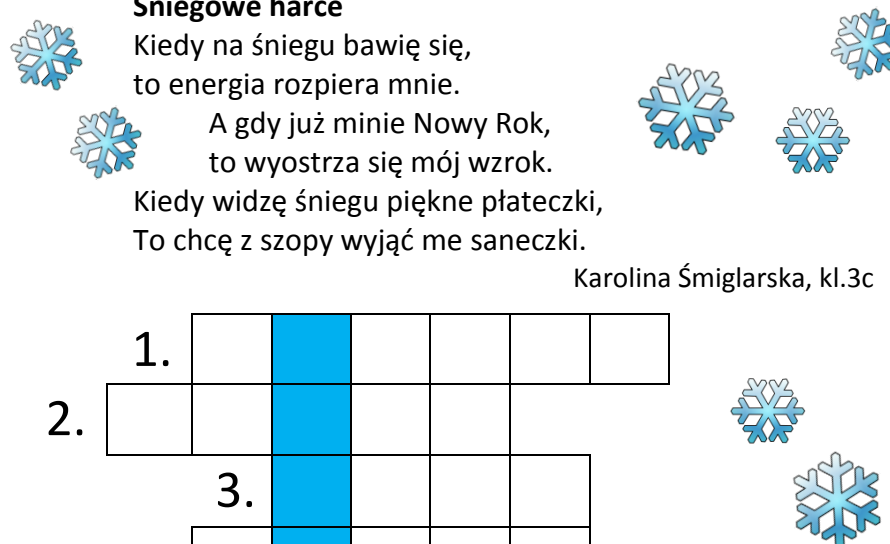 Śniegowe harce
Kiedy na śniegu bawię się,
to energia rozpiera mnie.
A gdy już minie Nowy Rok,
to wyostrza się mój wzrok.
Kiedy widzę śniegu piękne płateczki,
To chcę z szopy wyjąć me saneczki.
Karolina Śmiglarska, kl.3c
1.
2.
3.